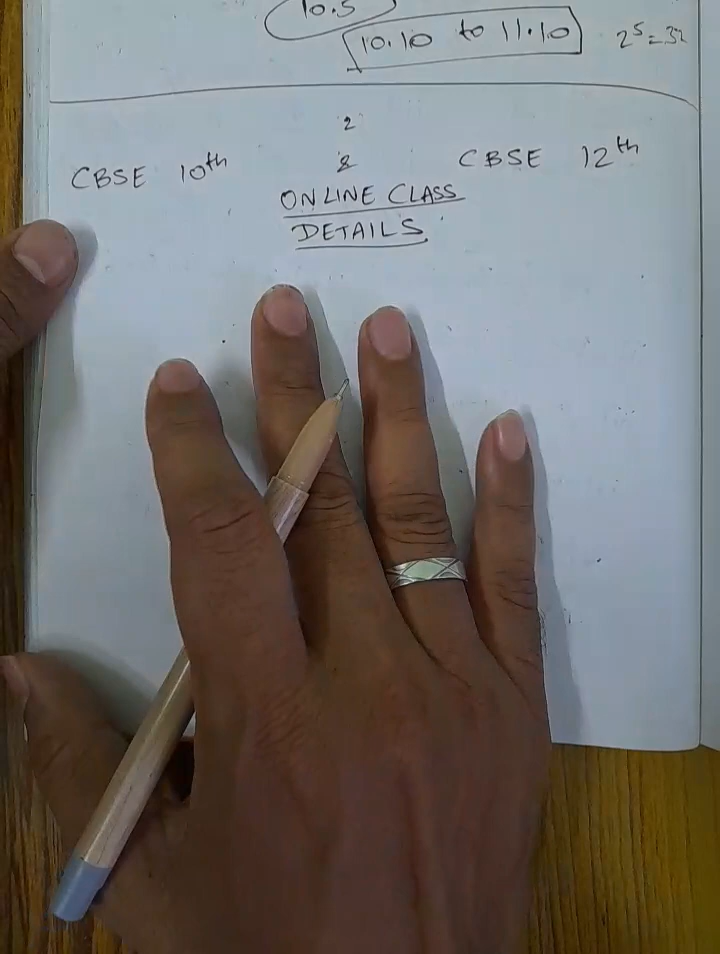 10.5
10.10 to 11.10 2⁵=32
2
CBSE 10th & CBSE 12th
ONLINE CLASS
DETAILS